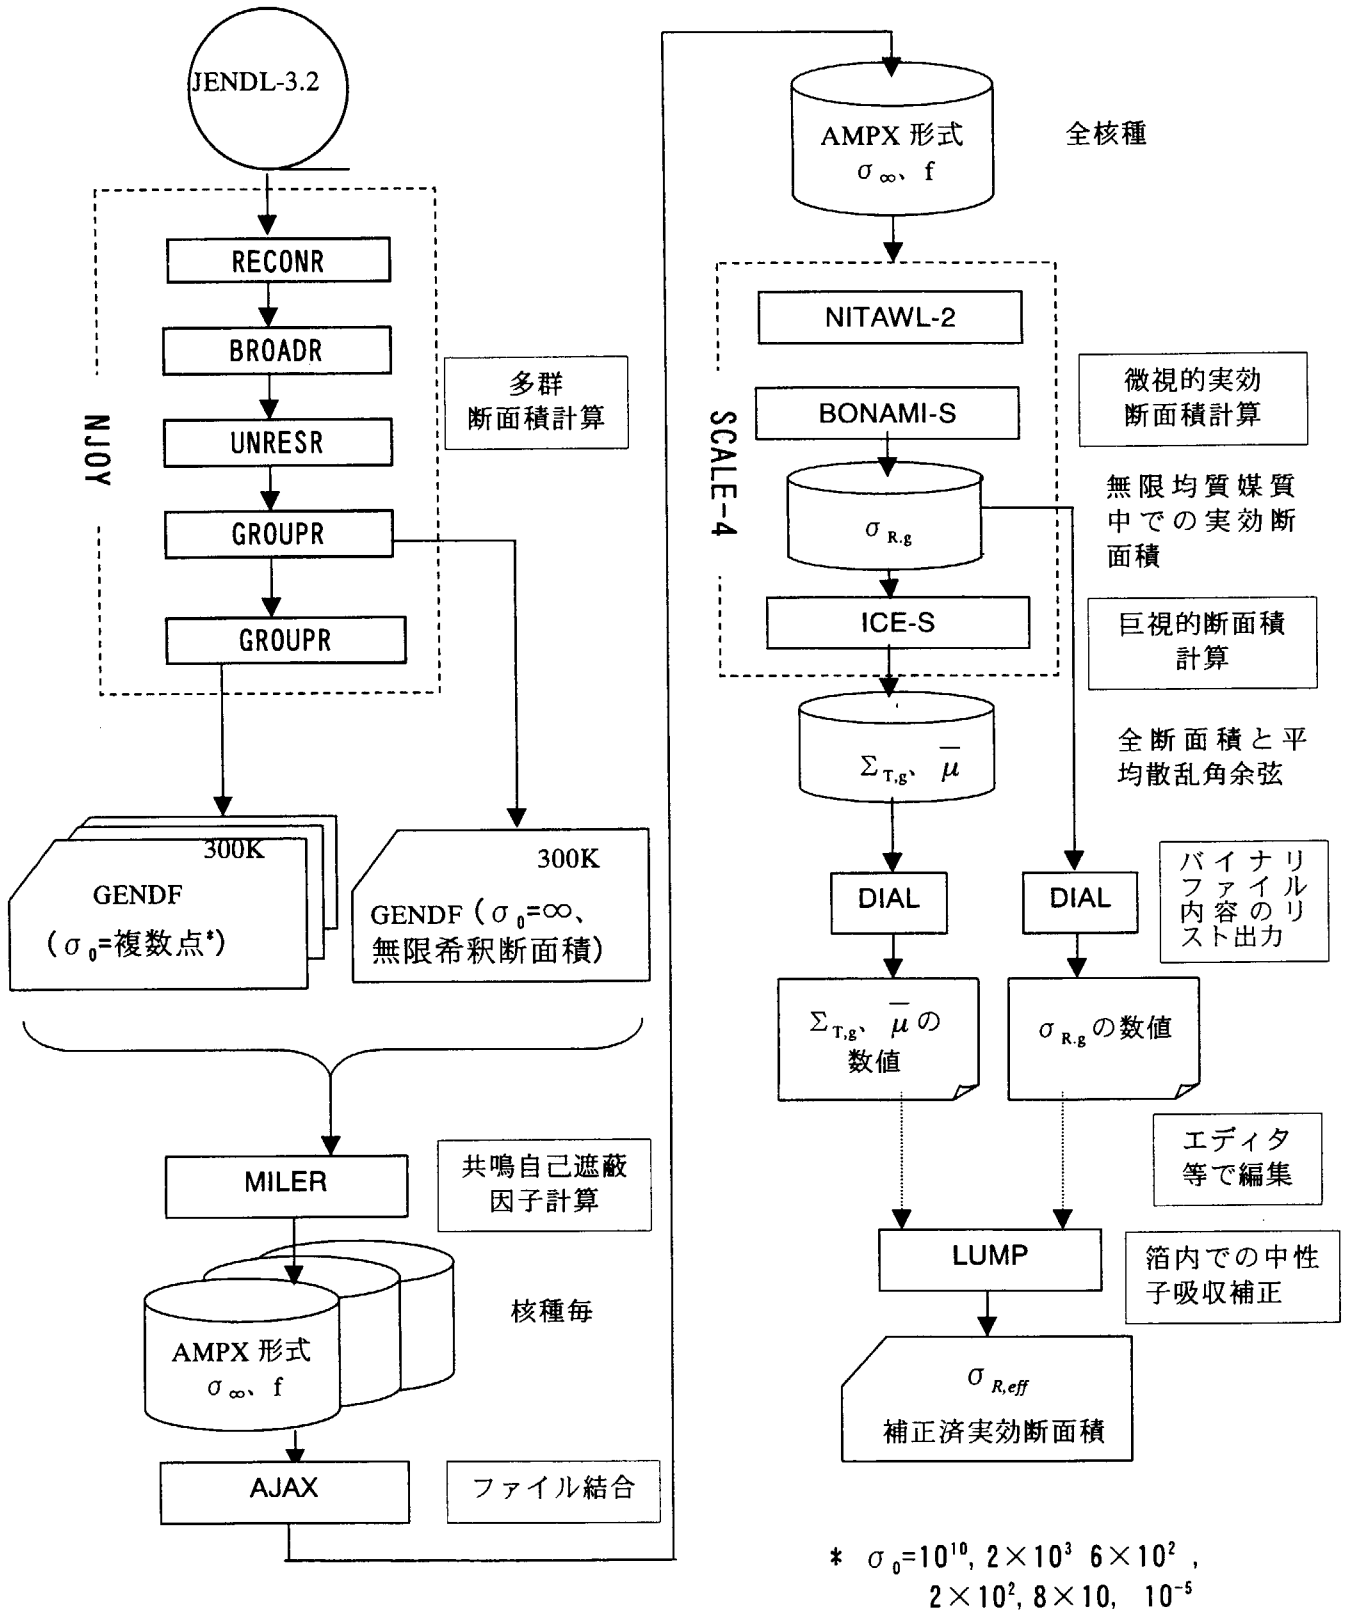 JENDL-3.2
RECONR
BROADR
UNRESR
GROUPR
GROUPR
NJOY
多群
断面積計算
300K
GENDF
(σ₀=複数点*)
300K
GENDF (σ₀=∞、
無限希釈断面積)
MILER
共鳴自己遮蔽
因子計算
AMPX 形式
σ∞、f
核種毎
AJAX
ファイル結合
AMPX 形式
σ∞、f
全核種
NITAWL-2
BONAMI-S
σR.g
ICE-S
SCALE-4
微視的実効
断面積計算
無限均質媒質
中での実効断
面積
巨視的断面積
計算
ΣT,g、μ̅
全断面積と平
均散乱角余弦
DIAL
DIAL
バイナリ
ファイル
内容のリ
スト出力
ΣT,g、μ̅の
数値
σR.gの数値
エディタ
等で編集
LUMP
箔内での中性
子吸収補正
σR,eff
補正済実効断面積
* σ₀=10¹⁰, 2×10³ 6×10² ,
2×10², 8×10, 10⁻⁵